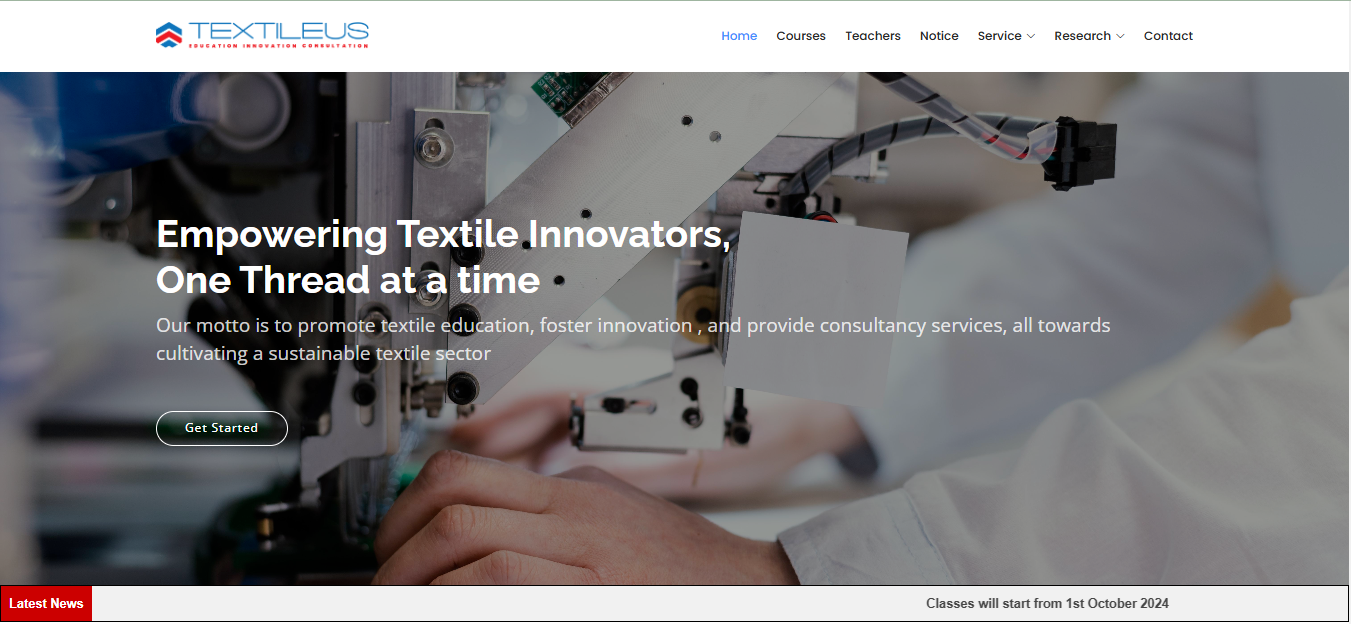 TEXTILEUS
EDUCATION INNOVATION CONSULTATION
Home Courses Teachers Notice Service Research Contact
Empowering Textile Innovators,
One Thread at a time
Our motto is to promote textile education, foster innovation , and provide consultancy services, all towards
cultivating a sustainable textile sector
Get Started
Latest News Classes will start from 1st October 2024